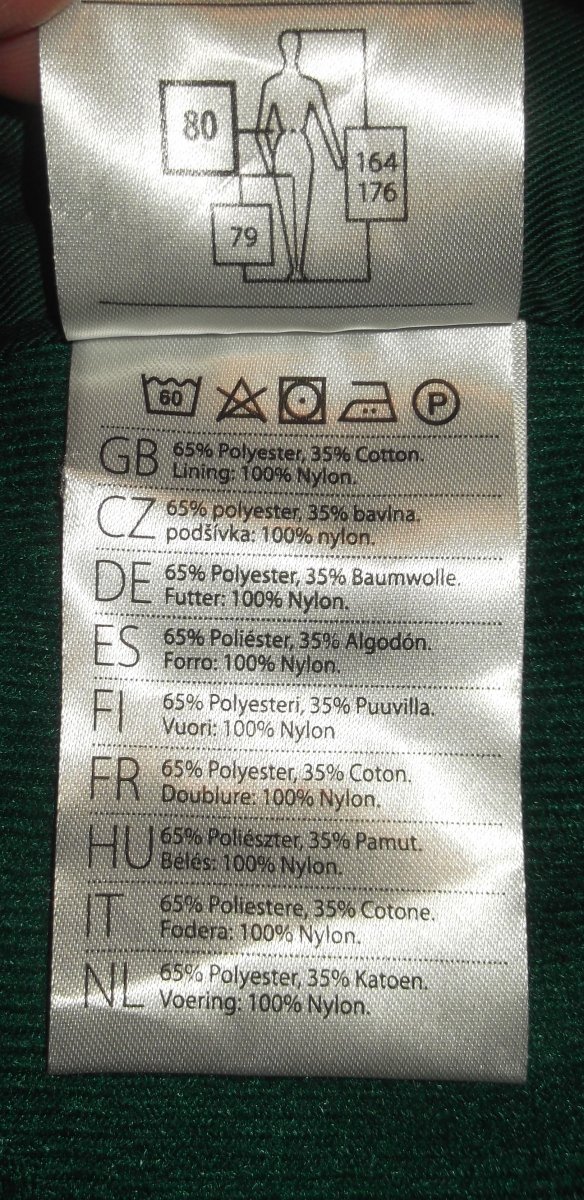 80
164
176
79
60
P
GB 65% Polyester, 35% Cotton.
Lining: 100% Nylon.
CZ 65% polyester, 35% bavlna.
podšívka: 100% nylon.
DE 65% Polyester, 35% Baumwolle.
Futter: 100% Nylon.
ES 65% Poliéster, 35% Algodón.
Forro: 100% Nylon.
FI 65% Polyesteri, 35% Puuvilla.
Vuori: 100% Nylon
FR 65% Polyester, 35% Coton.
Doublure: 100% Nylon.
HU 65% Poliészter, 35% Pamut.
Bélés: 100% Nylon.
IT 65% Poliestere, 35% Cotone.
Fodera: 100% Nylon.
NL 65% Polyester, 35% Katoen.
Voering: 100% Nylon.